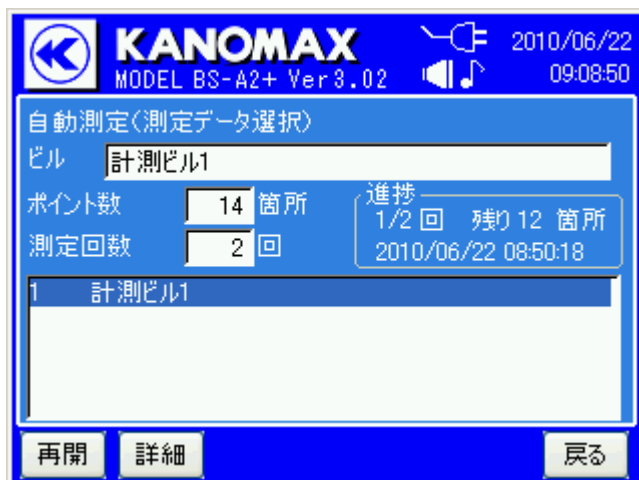 KANOMAX
MODEL BS-A2+ Ver3.02
2010/06/22
09:08:50
自動測定(測定データ選択)
ビル 計測ビル1
ポイント数 14 箇所
測定回数 2 回
進捗
1/2 回 残り 12 箇所
2010/06/22 08:50:18
1 計測ビル1
再開 詳細 戻る